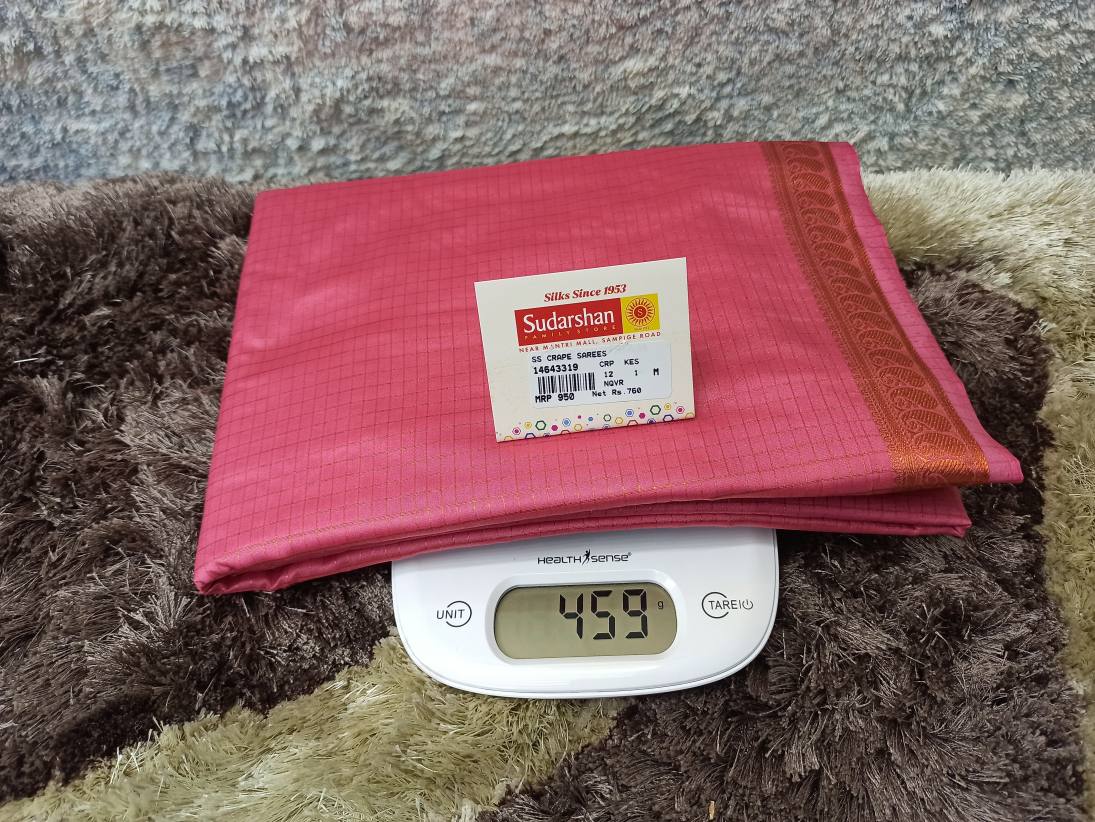 Silks Since 1953
Sudarshan
FAMILY STORE
NEAR MANTRI MALL, SAMPIGE ROAD
SS CRAPE SAREES
14643319 CRP KES
12 1 M
NQVR
MRP 950 Net Rs.760
HEALTH SENSE®
UNIT
459 g
TARE